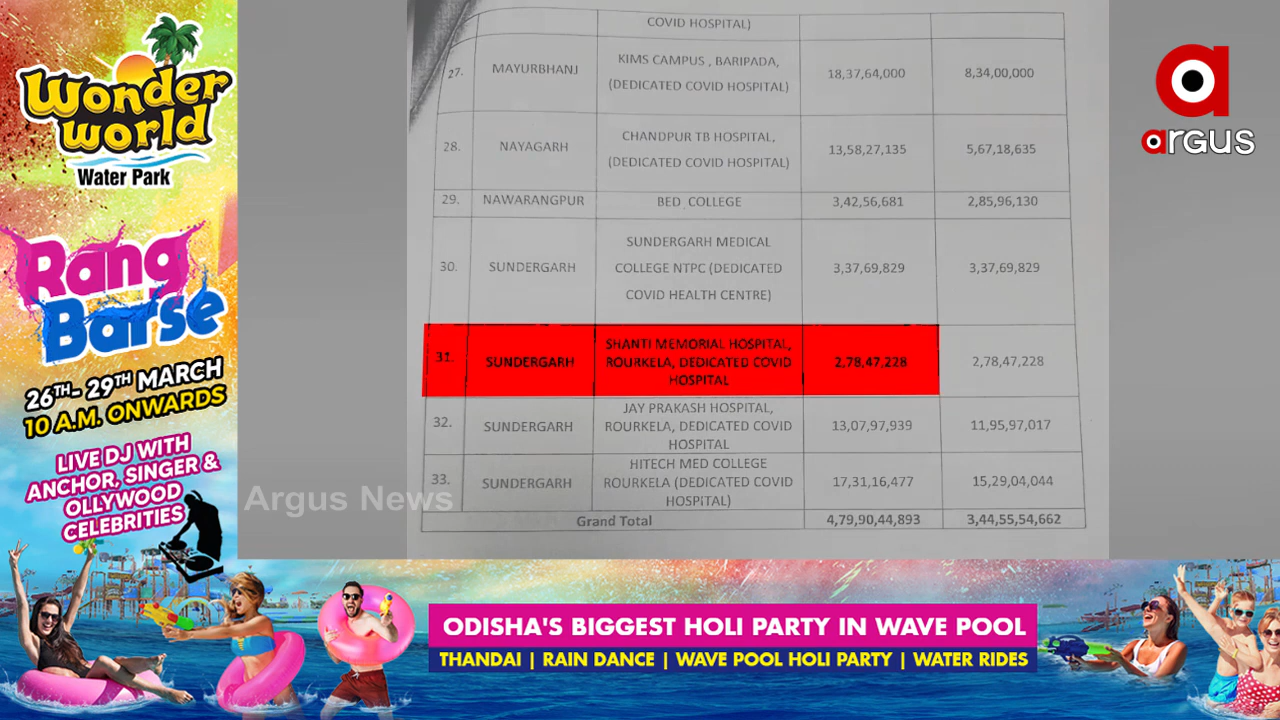 Wonder
world
Water Park
Rang
Barse
26TH- 29TH MARCH
10 A.M. ONWARDS
LIVE DJ WITH
ANCHOR, SINGER &
OLLYWOOD
CELEBRITIES
COVID HOSPITAL)
27. MAYURBHANJ KIMS CAMPUS , BARIPADA, 18,37,64,000 8,34,00,000
(DEDICATED COVID HOSPITAL)
28. NAYAGARH CHANDPUR TB HOSPITAL, 13,58,27,135 5,67,18,635
(DEDICATED COVID HOSPITAL)
29. NAWARANGPUR BED COLLEGE 3,42,56,681 2,85,96,130
SUNDERGARH MEDICAL
30. SUNDERGARH COLLEGE NTPC (DEDICATED 3,37,69,829 3,37,69,829
COVID HEALTH CENTRE)
SHANTI MEMORIAL HOSPITAL,
31. SUNDERGARH ROURKELA, DEDICATED COVID 2,78,47,228 2,78,47,228
HOSPITAL
JAY PRAKASH HOSPITAL,
32. SUNDERGARH ROURKELA, DEDICATED COVID 13,07,97,939 11,95,97,017
HOSPITAL
HITECH MED COLLEGE
33. SUNDERGARH ROURKELA (DEDICATED COVID 17,31,16,477 15,29,04,044
HOSPITAL)
Grand Total 4,79,90,44,893 3,44,55,54,662
Argus News
a
argus
ODISHA'S BIGGEST HOLI PARTY IN WAVE POOL
THANDAI | RAIN DANCE | WAVE POOL HOLI PARTY | WATER RIDES